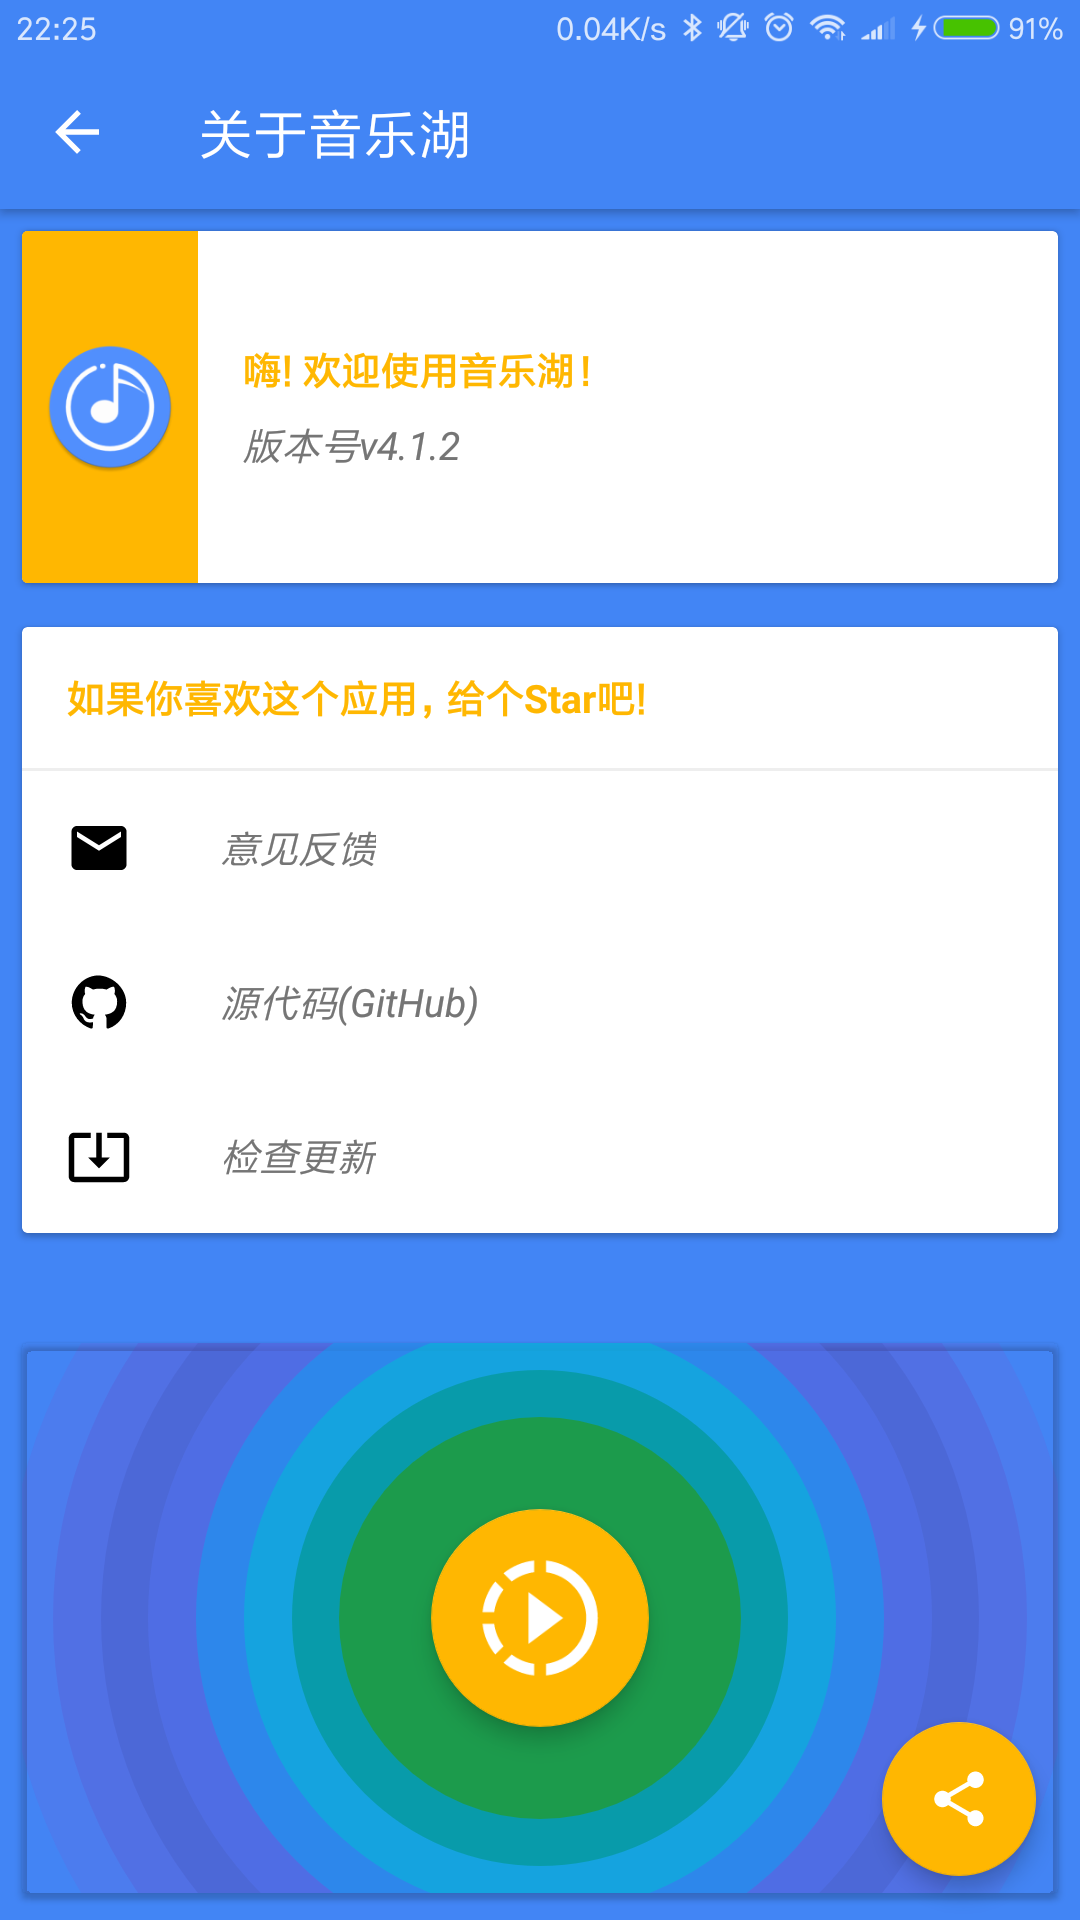 22:25 0.04K/s 91%
关于音乐湖
嗨! 欢迎使用音乐湖!
版本号v4.1.2
如果你喜欢这个应用, 给个Star吧!
意见反馈
源代码(GitHub)
检查更新